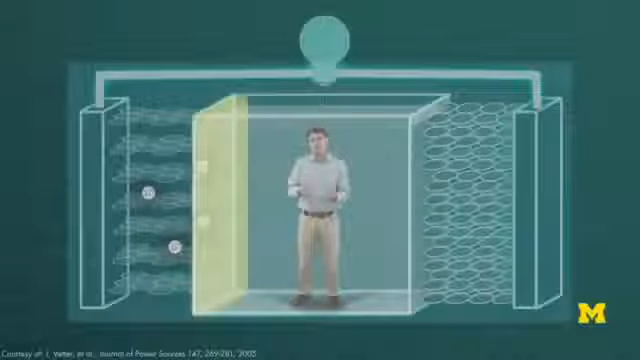 M
Courtesy of: J. Vetter, et al., Journal of Power Sources 147, 269-281, 2005